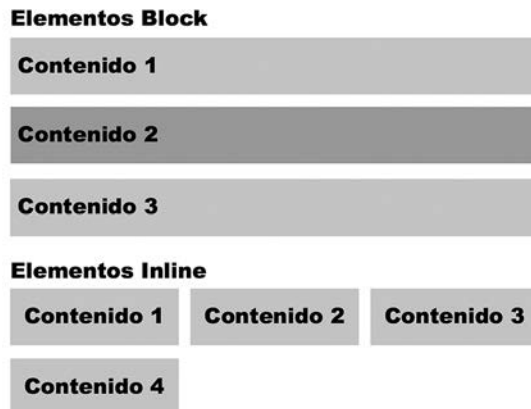 Elementos Block
Contenido 1
Contenido 2
Contenido 3
Elementos Inline
Contenido 1 Contenido 2 Contenido 3
Contenido 4